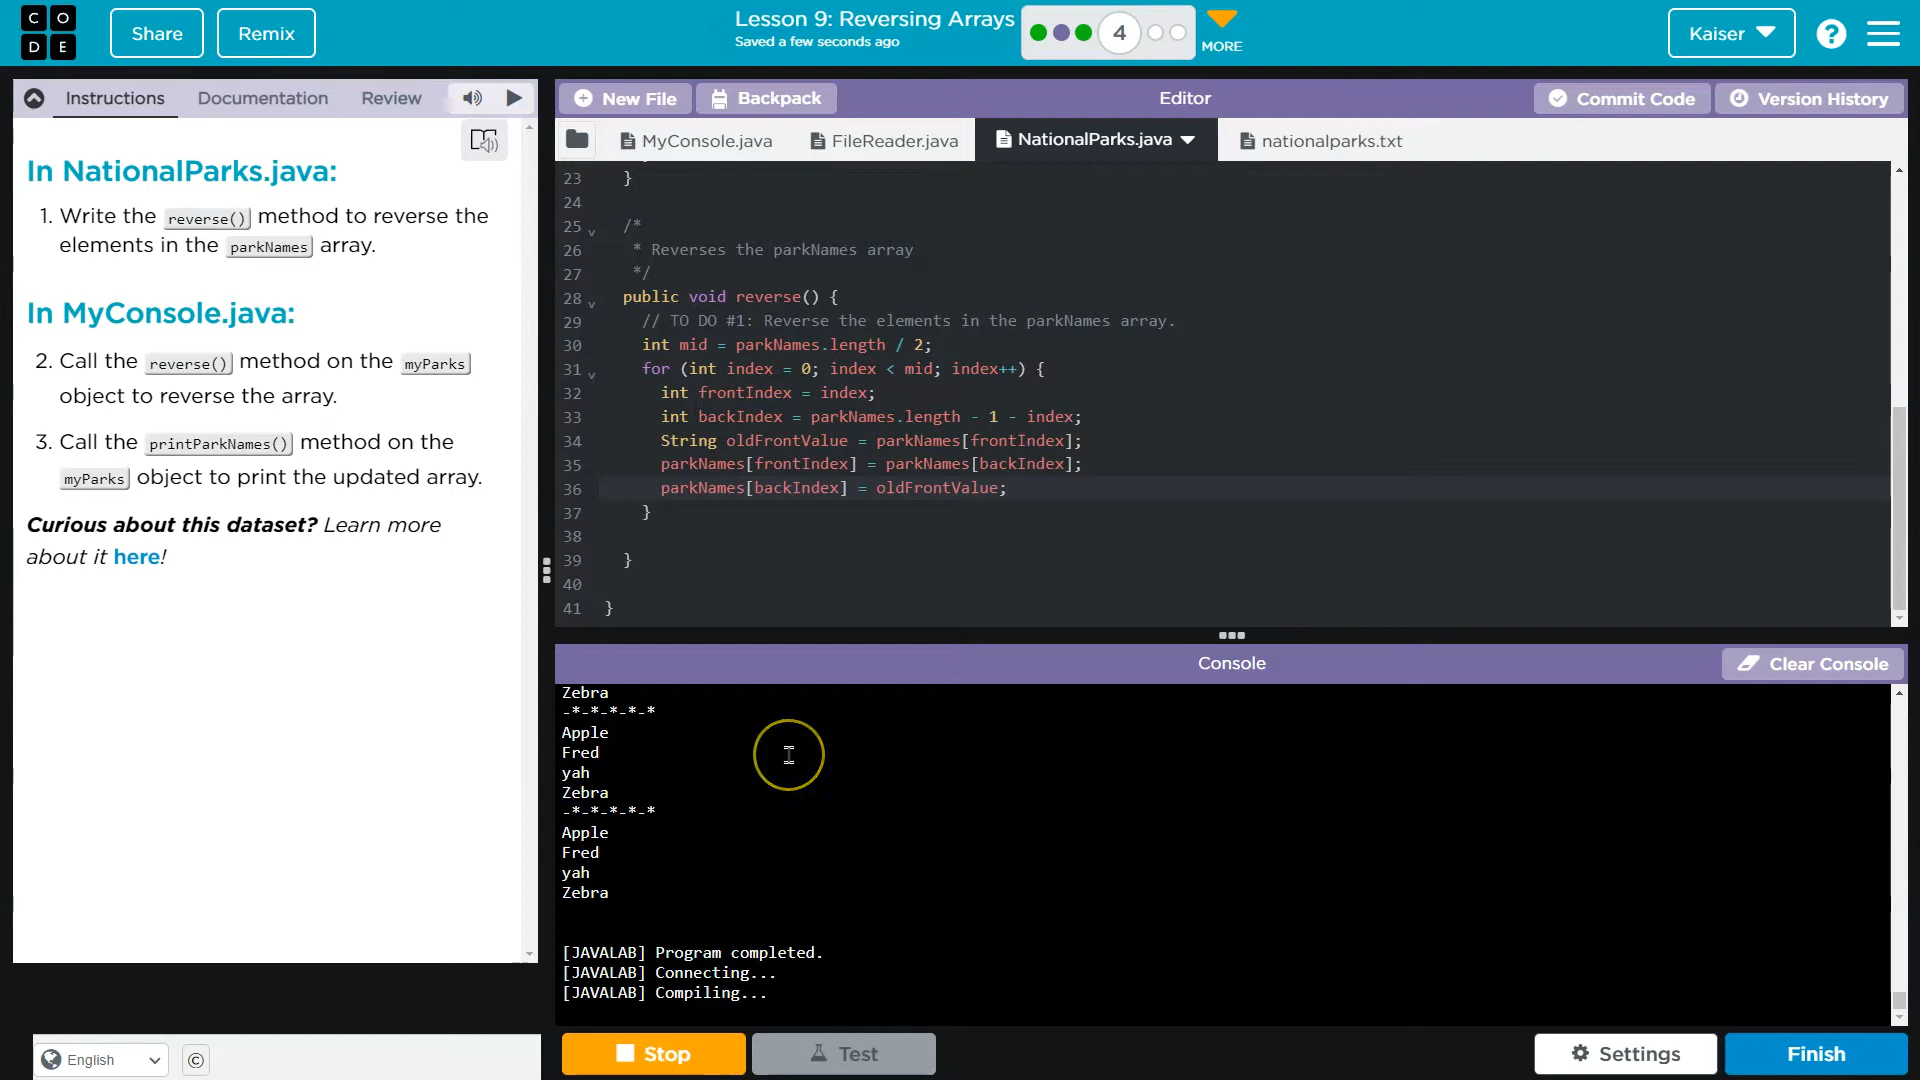 CO
DE
Share
Remix
Lesson 9: Reversing Arrays
Saved a few seconds ago
4
MORE
Kaiser
?
Instructions
Documentation
Review
In NationalParks.java:
1. Write the reverse() method to reverse the
elements in the parkNames array.
In MyConsole.java:
2. Call the reverse() method on the myParks
object to reverse the array.
3. Call the printParkNames() method on the
myParks object to print the updated array.
Curious about this dataset? Learn more
about it here!
English
©
New File
Backpack
Editor
Commit Code
Version History
MyConsole.java
FileReader.java
NationalParks.java
nationalparks.txt
23 }
24
25 /*
26 * Reverses the parkNames array
27 */
28 public void reverse() {
29 // TO DO #1: Reverse the elements in the parkNames array.
30 int mid = parkNames.length / 2;
31 for (int index = 0; index < mid; index++) {
32 int frontIndex = index;
33 int backIndex = parkNames.length - 1 - index;
34 String oldFrontValue = parkNames[frontIndex];
35 parkNames[frontIndex] = parkNames[backIndex];
36 parkNames[backIndex] = oldFrontValue;
37 }
38
39 }
40
41 }
Console
Clear Console
Zebra
-*-*-*-*-*
Apple
Fred
yah
Zebra
-*-*-*-*-*
Apple
Fred
yah
Zebra
[JAVALAB] Program completed.
[JAVALAB] Connecting...
[JAVALAB] Compiling...
Stop
Test
Settings
Finish